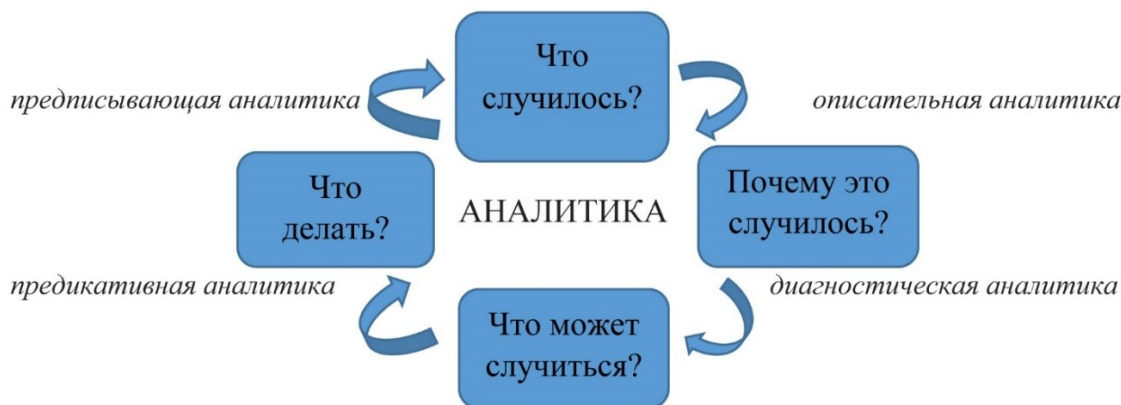 Что
случилось?
предписывающая аналитика
описательная аналитика
Что
делать?
АНАЛИТИКА
Почему это
случилось?
предикативная аналитика
диагностическая аналитика
Что может
случиться?